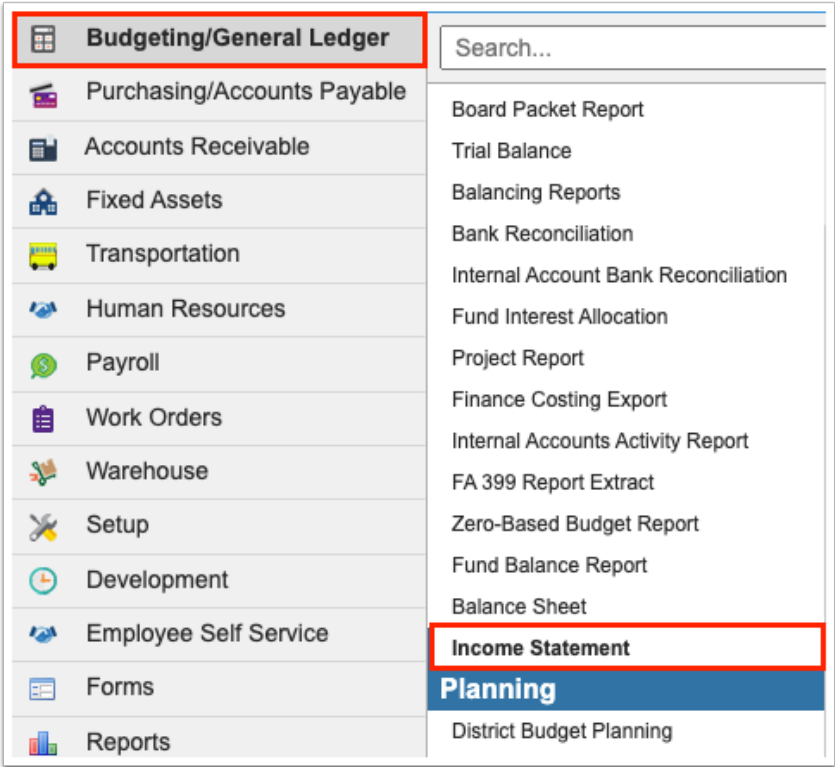 Budgeting/General Ledger
Purchasing/Accounts Payable
Accounts Receivable
Fixed Assets
Transportation
Human Resources
Payroll
Work Orders
Warehouse
Setup
Development
Employee Self Service
Forms
Reports
Search...
Board Packet Report
Trial Balance
Balancing Reports
Bank Reconciliation
Internal Account Bank Reconciliation
Fund Interest Allocation
Project Report
Finance Costing Export
Internal Accounts Activity Report
FA 399 Report Extract
Zero-Based Budget Report
Fund Balance Report
Balance Sheet
Income Statement
Planning
District Budget Planning